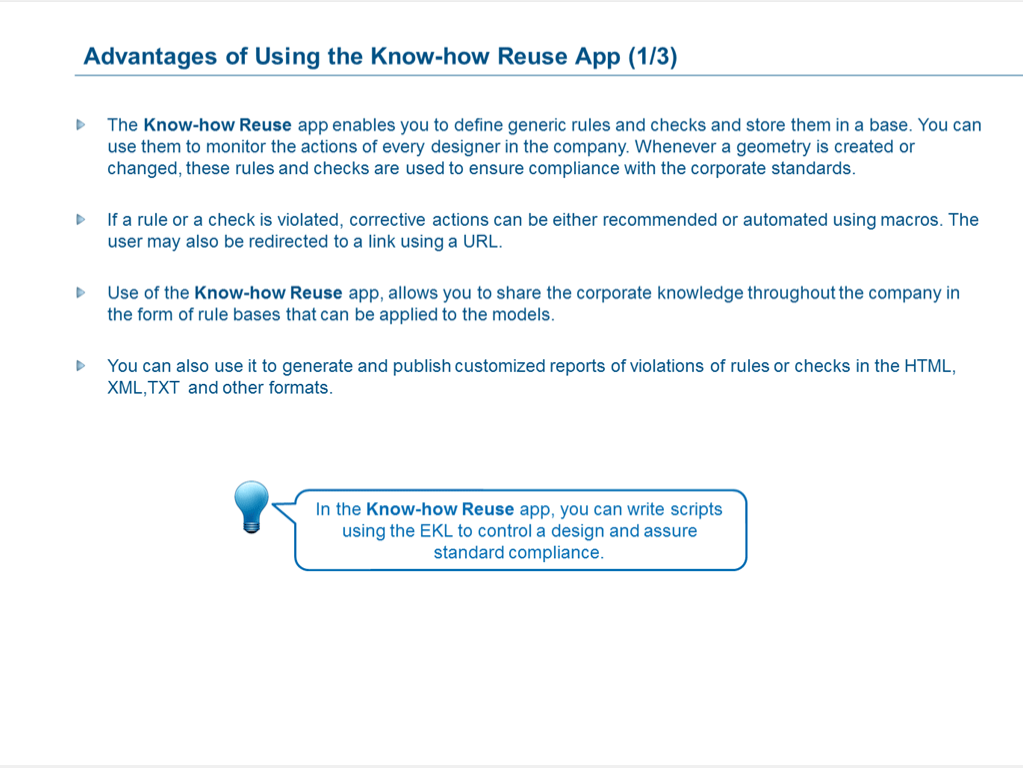 Advantages of Using the Know-how Reuse App (1/3)
The Know-how Reuse app enables you to define generic rules and checks and store them in a base. You can
use them to monitor the actions of every designer in the company. Whenever a geometry is created or
changed, these rules and checks are used to ensure compliance with the corporate standards.
If a rule or a check is violated, corrective actions can be either recommended or automated using macros. The
user may also be redirected to a link using a URL.
Use of the Know-how Reuse app, allows you to share the corporate knowledge throughout the company in
the form of rule bases that can be applied to the models.
You can also use it to generate and publish customized reports of violations of rules or checks in the HTML,
XML,TXT and other formats.
In the Know-how Reuse app, you can write scripts
using the EKL to control a design and assure
standard compliance.